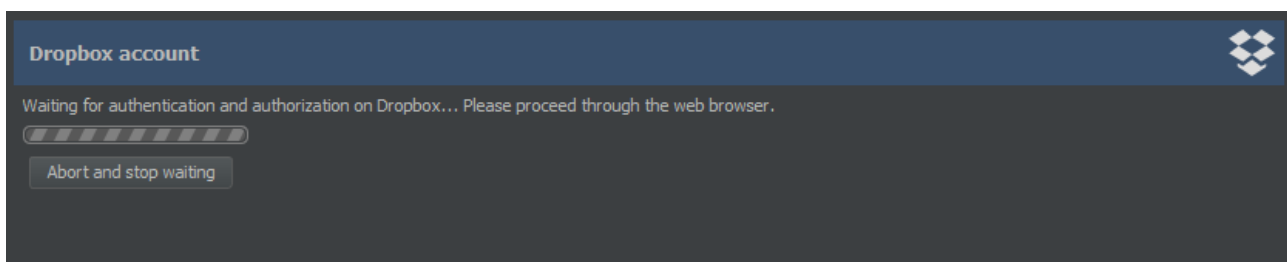 Dropbox account
Waiting for authentication and authorization on Dropbox... Please proceed through the web browser.
Abort and stop waiting